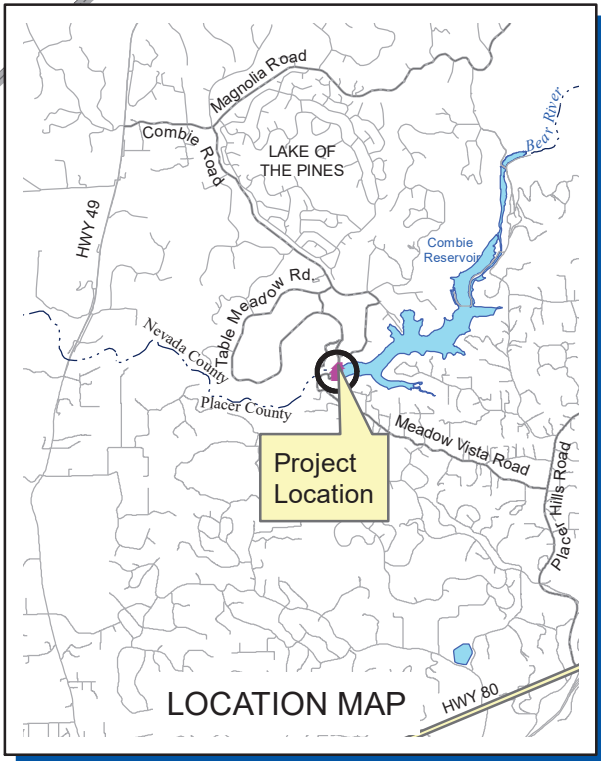 Magnolia Road
Combie
Road
LAKE OF
THE PINES
Bear River
HWY 49
Combie
Reservoir
Table Meadow Rd.
Nevada County
Placer County
Meadow Vista Road
Project
Location
Placer Hills Road
LOCATION MAP
HWY 80